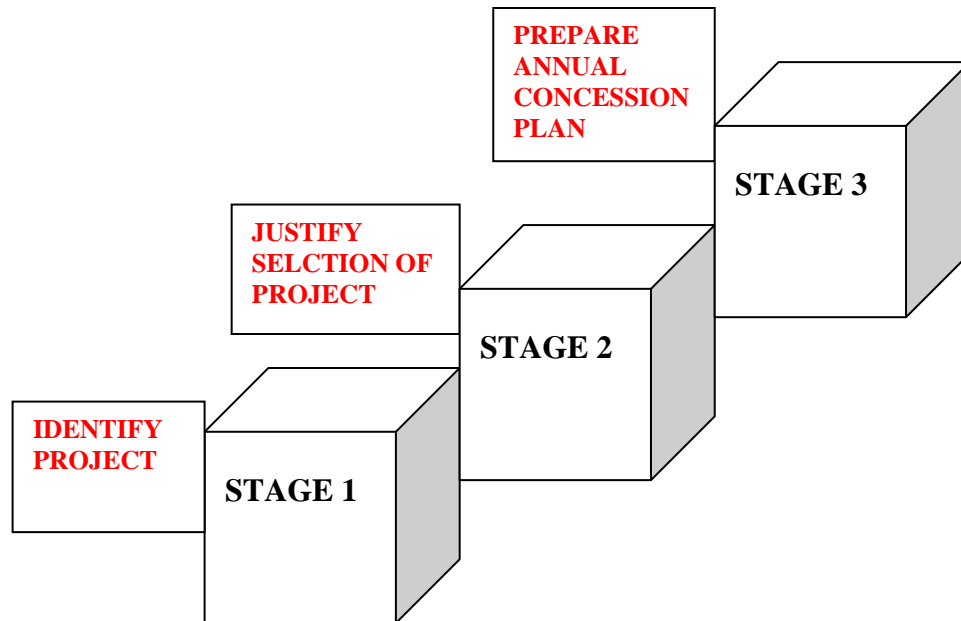 PREPARE
ANNUAL
CONCESSION
PLAN
STAGE 3
JUSTIFY
SELCTION OF
PROJECT
STAGE 2
IDENTIFY
PROJECT
STAGE 1